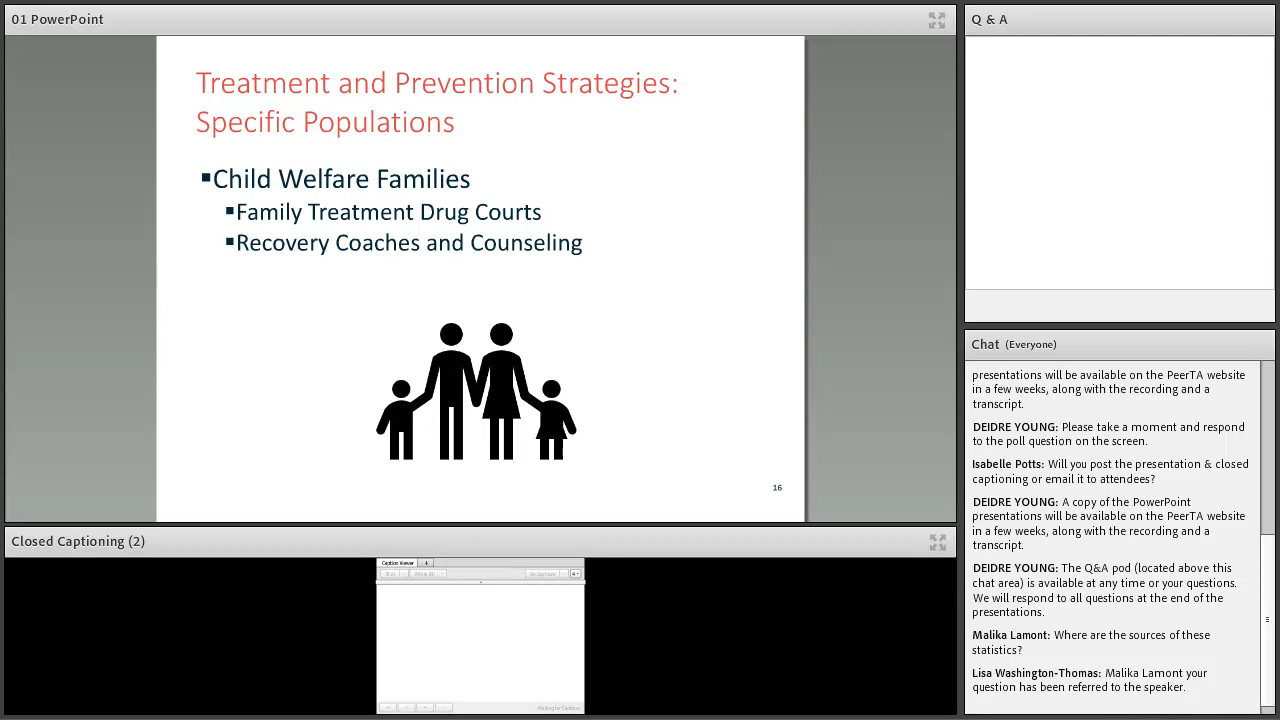 01 PowerPoint
Treatment and Prevention Strategies:
Specific Populations
▪Child Welfare Families
▪Family Treatment Drug Courts
▪Recovery Coaches and Counseling
16
Closed Captioning (2)
Caption Viewer
Q & A
Chat (Everyone)
presentations will be available on the PeerTA website
in a few weeks, along with the recording and a
transcript.
DEIDRE YOUNG: Please take a moment and respond
to the poll question on the screen.
Isabelle Potts: Will you post the presentation & closed
captioning or email it to attendees?
DEIDRE YOUNG: A copy of the PowerPoint
presentations will be available on the PeerTA website
in a few weeks, along with the recording and a
transcript.
DEIDRE YOUNG: The Q&A pod (located above this
chat area) is available at any time or your questions.
We will respond to all questions at the end of the
presentations.
Malika Lamont: Where are the sources of these
statistics?
Lisa Washington-Thomas: Malika Lamont your
question has been referred to the speaker.